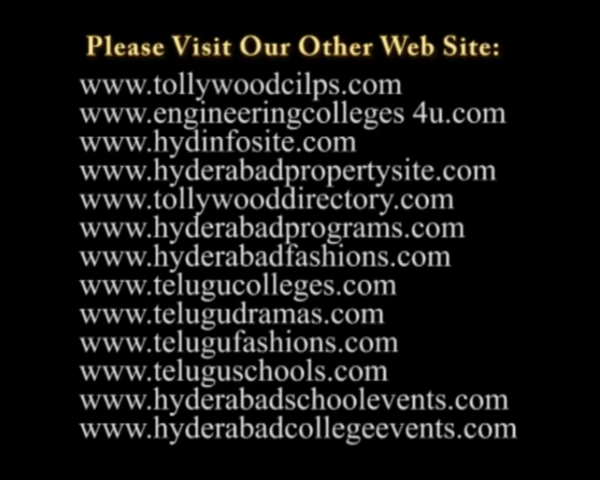 Please Visit Our Other Web Site:
www.tollywoodcilps.com
www.engineeringcolleges 4u.com
www.hydinfosite.com
www.hyderabadpropertysite.com
www.tollywooddirectory.com
www.hyderabadprograms.com
www.hyderabadfashions.com
www.telugucolleges.com
www.telugudramas.com
www.telugufashions.com
www.teluguschools.com
www.hyderabadschoolevents.com
www.hyderabadcollegeevents.com